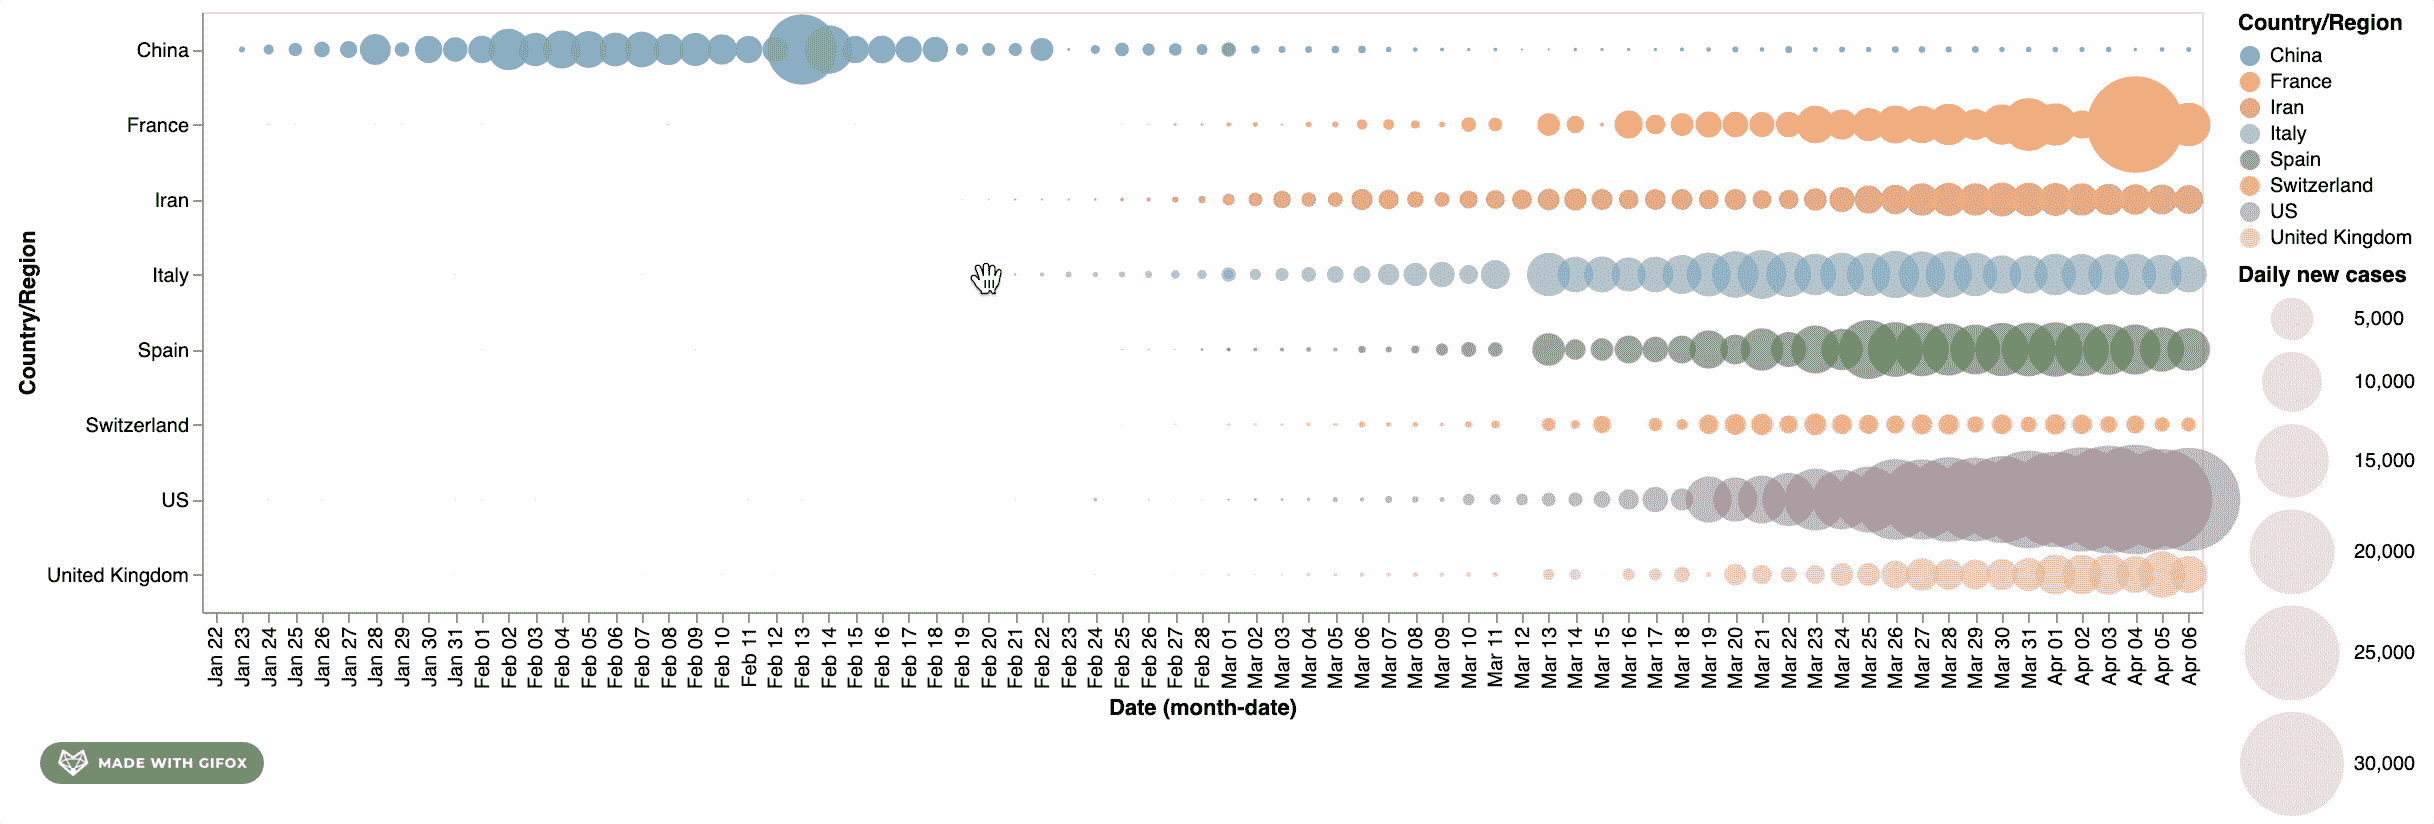 Country/Region
China
France
Iran
Italy
Spain
Switzerland
US
United Kingdom
Jan 22
Jan 23
Jan 24
Jan 25
Jan 26
Jan 27
Jan 28
Jan 29
Jan 30
Jan 31
Feb 01
Feb 02
Feb 03
Feb 04
Feb 05
Feb 06
Feb 07
Feb 08
Feb 09
Feb 10
Feb 11
Feb 12
Feb 13
Feb 14
Feb 15
Feb 16
Feb 17
Feb 18
Feb 19
Feb 20
Feb 21
Feb 22
Feb 23
Feb 24
Feb 25
Feb 26
Feb 27
Feb 28
Mar 01
Mar 02
Mar 03
Mar 04
Mar 05
Mar 06
Mar 07
Mar 08
Mar 09
Mar 10
Mar 11
Mar 12
Mar 13
Mar 14
Mar 15
Mar 16
Mar 17
Mar 18
Mar 19
Mar 20
Mar 21
Mar 22
Mar 23
Mar 24
Mar 25
Mar 26
Mar 27
Mar 28
Mar 29
Mar 30
Mar 31
Apr 01
Apr 02
Apr 03
Apr 04
Apr 05
Apr 06
Date (month-date)
Country/Region
China
France
Iran
Italy
Spain
Switzerland
US
United Kingdom
Daily new cases
5,000
10,000
15,000
20,000
25,000
30,000
MADE WITH GIFOX